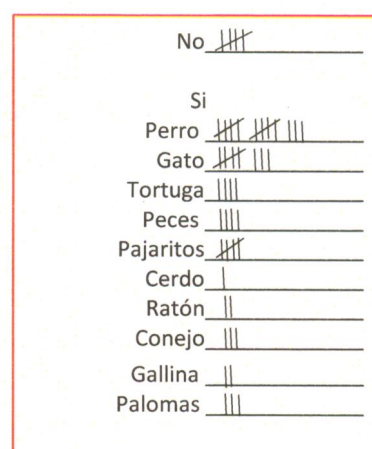 No
Si
Perro
Gato
Tortuga
Peces
Pajaritos
Cerdo
Ratón
Conejo
Gallina
Palomas